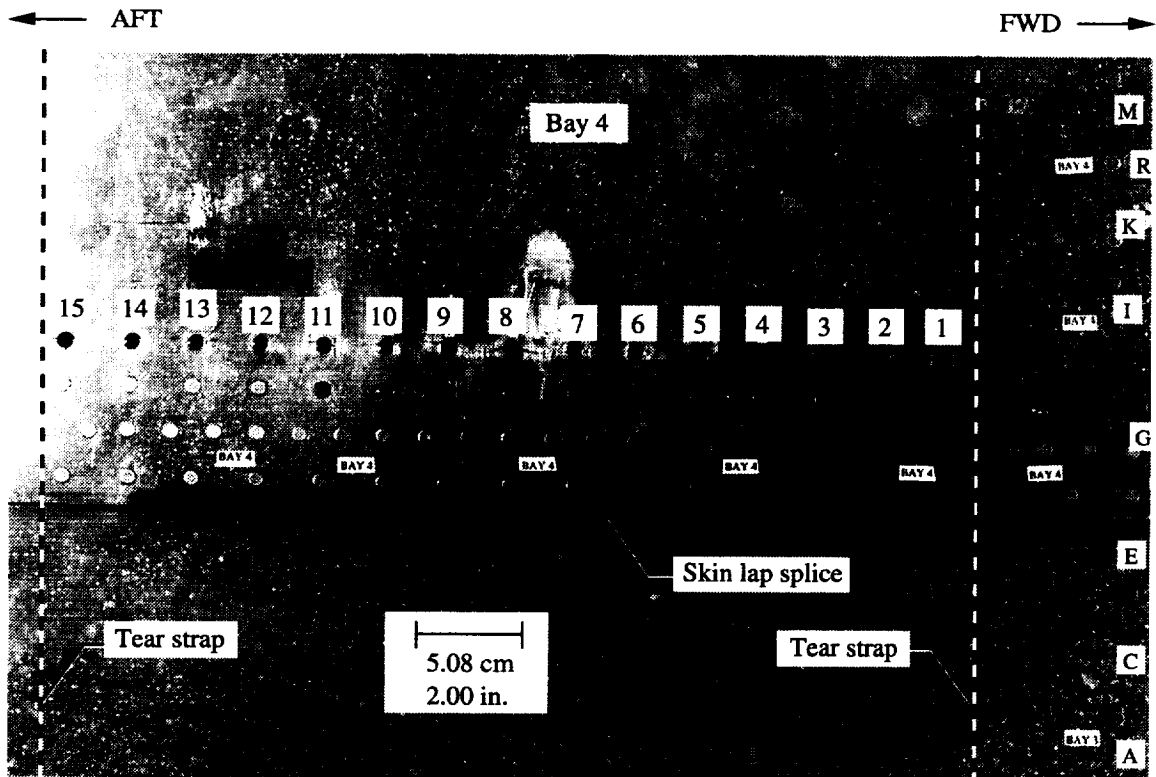 AFT
FWD
M
Bay 4
BAY 4
R
K
I
BAY 4
15 14 13 12 11 10 9 8 7 6 5 4 3 2 1
G
BAY 4 BAY 4 BAY 4 BAY 4 BAY 4 BAY 4
E
Skin lap splice
Tear strap
Tear strap
C
5.08 cm
2.00 in.
BAY 3
A